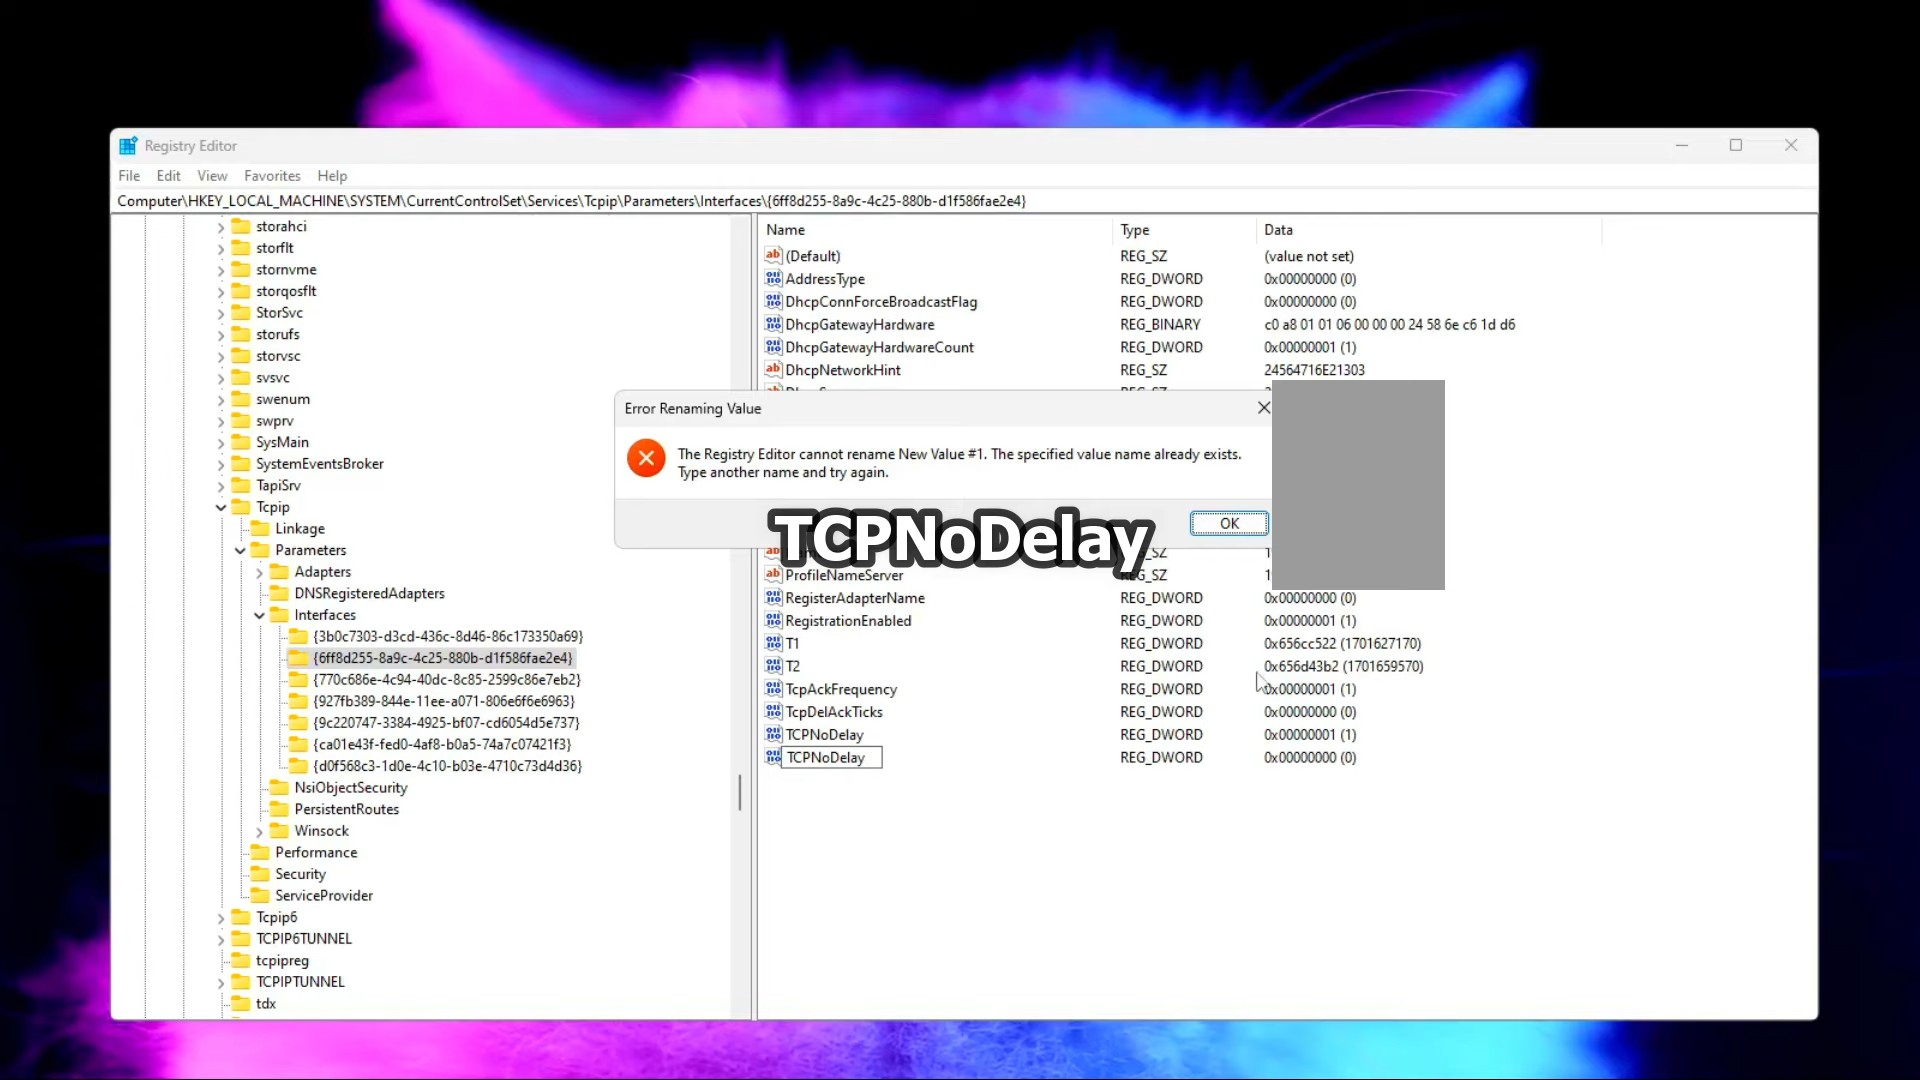 Registry Editor
File Edit View Favorites Help
Computer\HKEY_LOCAL_MACHINE\SYSTEM\CurrentControlSet\Services\Tcpip\Parameters\Interfaces\{6ff8d255-8a9c-4c25-880b-d1f586fae2e4}
storahci
storflt
stornvme
storqosflt
StorSvc
storufs
storvsc
svsvc
swenum
swprv
SysMain
SystemEventsBroker
TapiSrv
Tcpip
Linkage
Parameters
Adapters
DNSRegisteredAdapters
Interfaces
{3b0c7303-d3cd-436c-8d46-86c173350a69}
{6ff8d255-8a9c-4c25-880b-d1f586fae2e4}
{770c686e-4c94-40dc-8c85-2599c86e7eb2}
{927fb389-844e-11ee-a071-806e6f6e6963}
{9c220747-3384-4925-bf07-cd6054d5e737}
{ca01e43f-fed0-4af8-b0a5-74a7c07421f3}
{d0f568c3-1d0e-4c10-b03e-4710c73d4d36}
NsiObjectSecurity
PersistentRoutes
Winsock
Performance
Security
ServiceProvider
Tcpip6
TCPIP6TUNNEL
tcpipreg
TCPIPTUNNEL
tdx
Name Type Data
(Default) REG_SZ (value not set)
AddressType REG_DWORD 0x00000000 (0)
DhcpConnForceBroadcastFlag REG_DWORD 0x00000000 (0)
DhcpGatewayHardware REG_BINARY c0 a8 01 01 06 00 00 00 24 58 6e c6 1d d6
DhcpGatewayHardwareCount REG_DWORD 0x00000001 (1)
DhcpNetworkHint REG_SZ 24564716E21303
Error Renaming Value
The Registry Editor cannot rename New Value #1. The specified value name already exists.
Type another name and try again.
OK
TCPNoDelay
ProfileNameServer REG_SZ
RegisterAdapterName REG_DWORD 0x00000000 (0)
RegistrationEnabled REG_DWORD 0x00000001 (1)
T1 REG_DWORD 0x656cc522 (1701627170)
T2 REG_DWORD 0x656d43b2 (1701659570)
TcpAckFrequency REG_DWORD 0x00000001 (1)
TcpDelAckTicks REG_DWORD 0x00000000 (0)
TCPNoDelay REG_DWORD 0x00000001 (1)
TCPNoDelay REG_DWORD 0x00000000 (0)